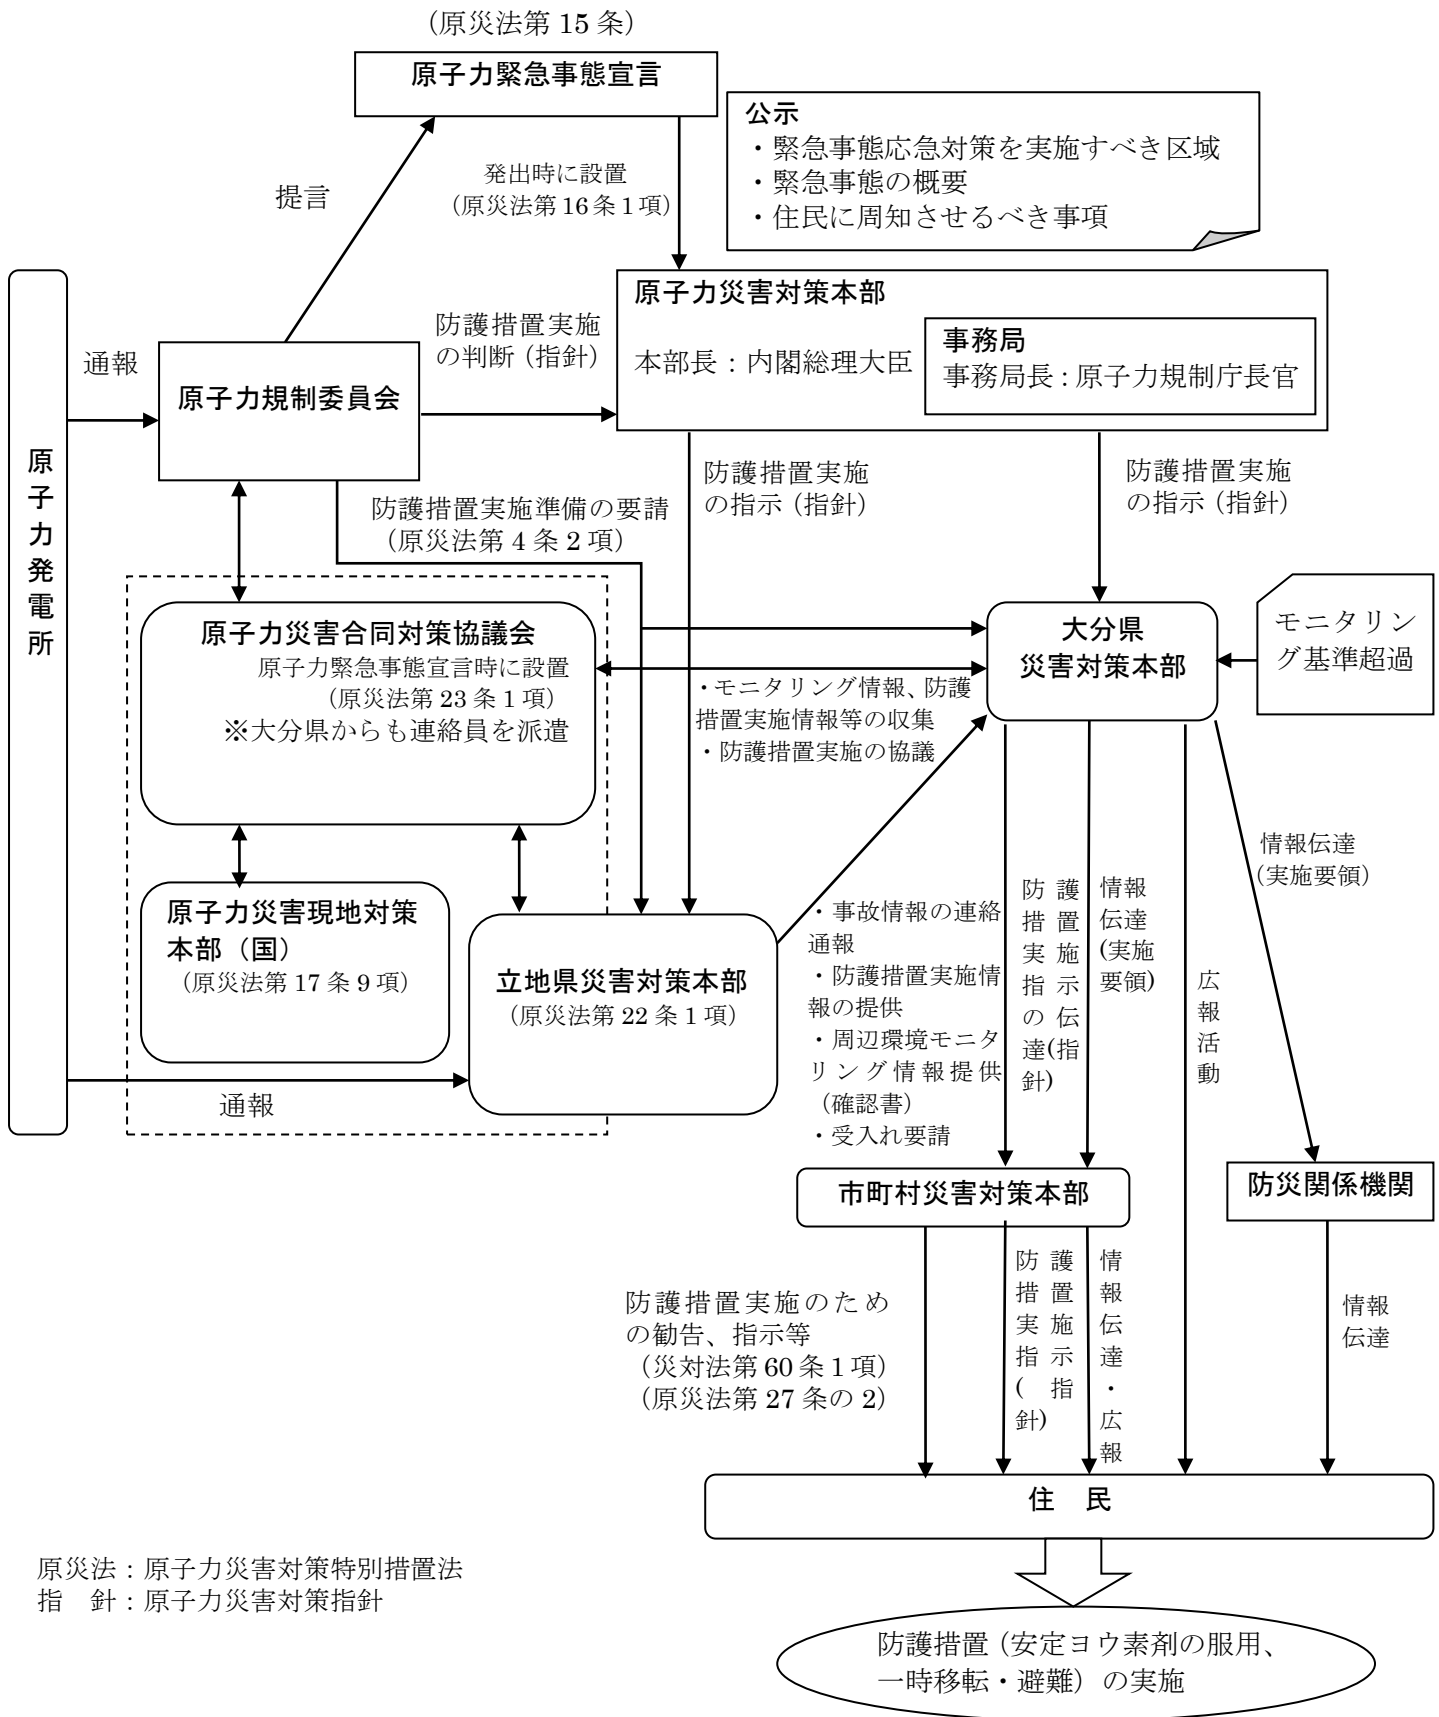 （原災法第 15 条）
原子力緊急事態宣言
公示
・緊急事態応急対策を実施すべき区域
・緊急事態の概要
・住民に周知させるべき事項
発出時に設置
（原災法第 16 条 1 項）
提言
原子力災害対策本部
本部長：内閣総理大臣
事務局
事務局長：原子力規制庁長官
防護措置実施
の判断（指針）
通報
原子力規制委員会
原子力発電所
防護措置実施準備の要請
（原災法第 4 条 2 項）
防護措置実施
の指示（指針）
防護措置実施
の指示（指針）
原子力災害合同対策協議会
原子力緊急事態宣言時に設置
（原災法第 23 条 1 項）
※大分県からも連絡員を派遣
大分県
災害対策本部
モニタリン
グ基準超過
・モニタリング情報、防護
措置実施情報等の収集
・防護措置実施の協議
原子力災害現地対策
本部（国）
（原災法第 17 条 9 項）
立地県災害対策本部
（原災法第 22 条 1 項）
通報
・事故情報の連絡
通報
・防護措置実施情
報の提供
・周辺環境モニタ
リング情報提供
（確認書）
・受入れ要請
防護
措置
実施
指示
の伝
達(指
針)
情報
伝達
(実施
要領)
広報活動
情報伝達
（実施要領）
市町村災害対策本部
防災関係機関
防護措置実施のため
の勧告、指示等
（災対法第 60 条 1 項）
（原災法第 27 条の 2）
防護
措置
実施
指示
(指
針)
情報伝達・広報
情報
伝達
住　民
原災法：原子力災害対策特別措置法
指　針：原子力災害対策指針
防護措置（安定ヨウ素剤の服用、
一時移転・避難）の実施